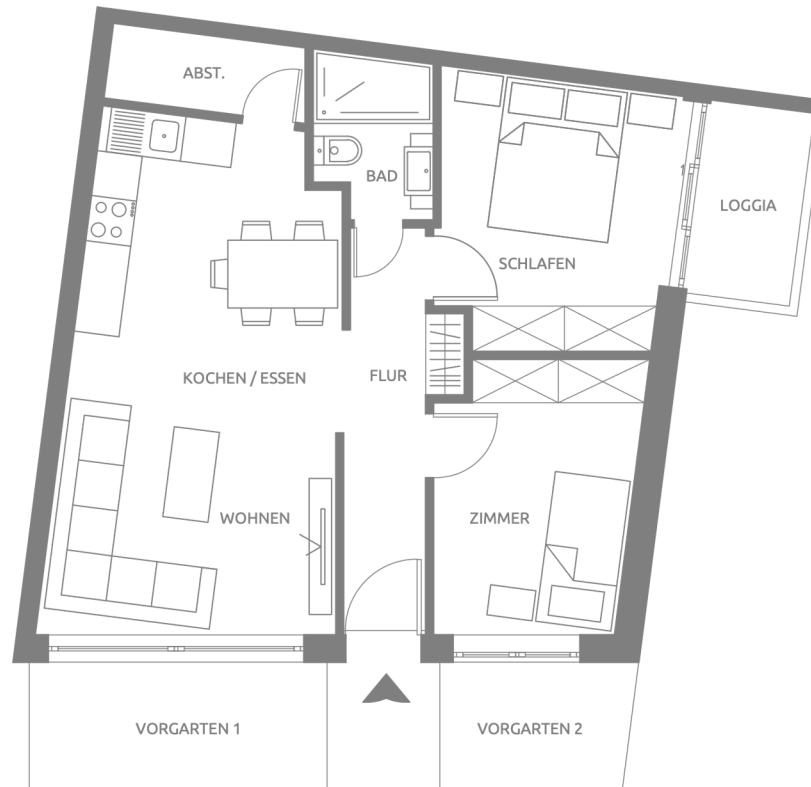 ABST.
BAD
LOGGIA
SCHLAFEN
KOCHEN / ESSEN
FLUR
WOHNEN
ZIMMER
VORGARTEN 1
VORGARTEN 2